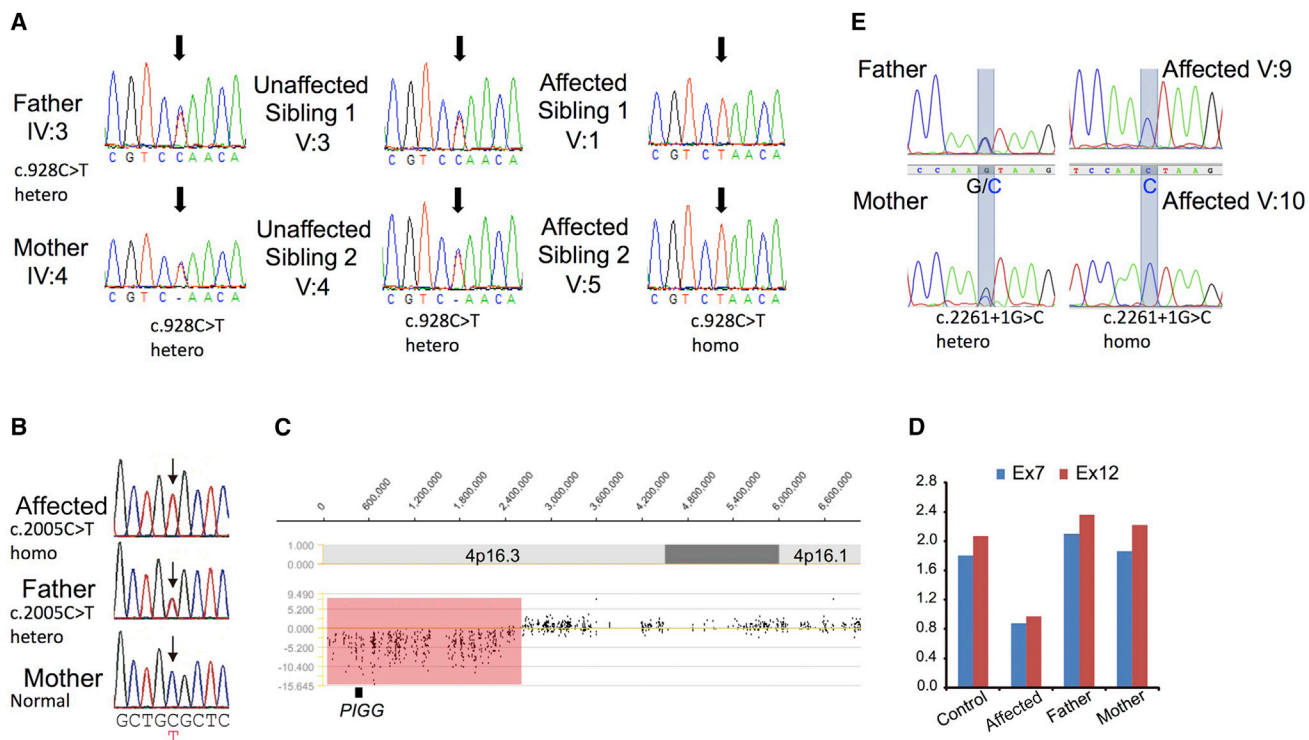 A
Father
IV:3
c.928C>T
hetero
C G T C C A A C A
Unaffected
Sibling 1
V:3
C G T C C A A C A
Affected
Sibling 1
V:1
C G T C T A A C A
Mother
IV:4
C G T C - A A C A
c.928C>T
hetero
Unaffected
Sibling 2
V:4
C G T C - A A C A
c.928C>T
hetero
Affected
Sibling 2
V:5
C G T C T A A C A
c.928C>T
homo
E
Father
C C A A G T A A G
G/C
Affected V:9
T C C A A C T A A G
C
Mother
Affected V:10
c.2261+1G>C
hetero
c.2261+1G>C
homo
B
Affected
c.2005C>T
homo
Father
c.2005C>T
hetero
Mother
Normal
GCTGCGCTC
T
C
0 600,000 1,200,000 1,800,000 2,400,000 3,000,000 3,600,000 4,200,000 4,800,000 5,400,000 6,000,000 6,600,000
1.000
0.000
4p16.3 4p16.1
9.490
5.200
0.000
-5.200
-10.400
-15.645
PIGG
D
Ex7 Ex12
2.8
2.4
2.0
1.6
1.2
0.8
0.4
0.0
Control Affected Father Mother